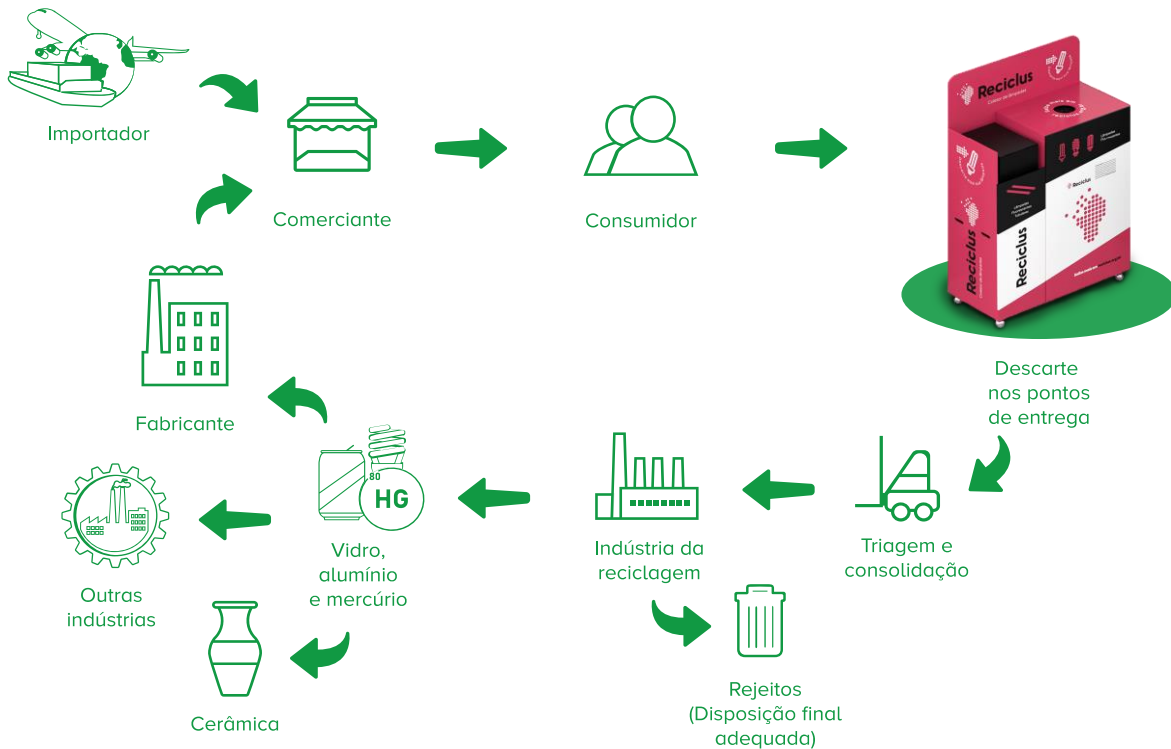 Importador
Comerciante
Consumidor
Reciclus
Reciclus
Reciclus
Reciclus
Descarte
nos pontos
de entrega
Fabricante
80
HG
Vidro,
alumínio
e mercúrio
Outras
indústrias
Cerâmica
Indústria da
reciclagem
Triagem e
consolidação
Rejeitos
(Disposição final
adequada)